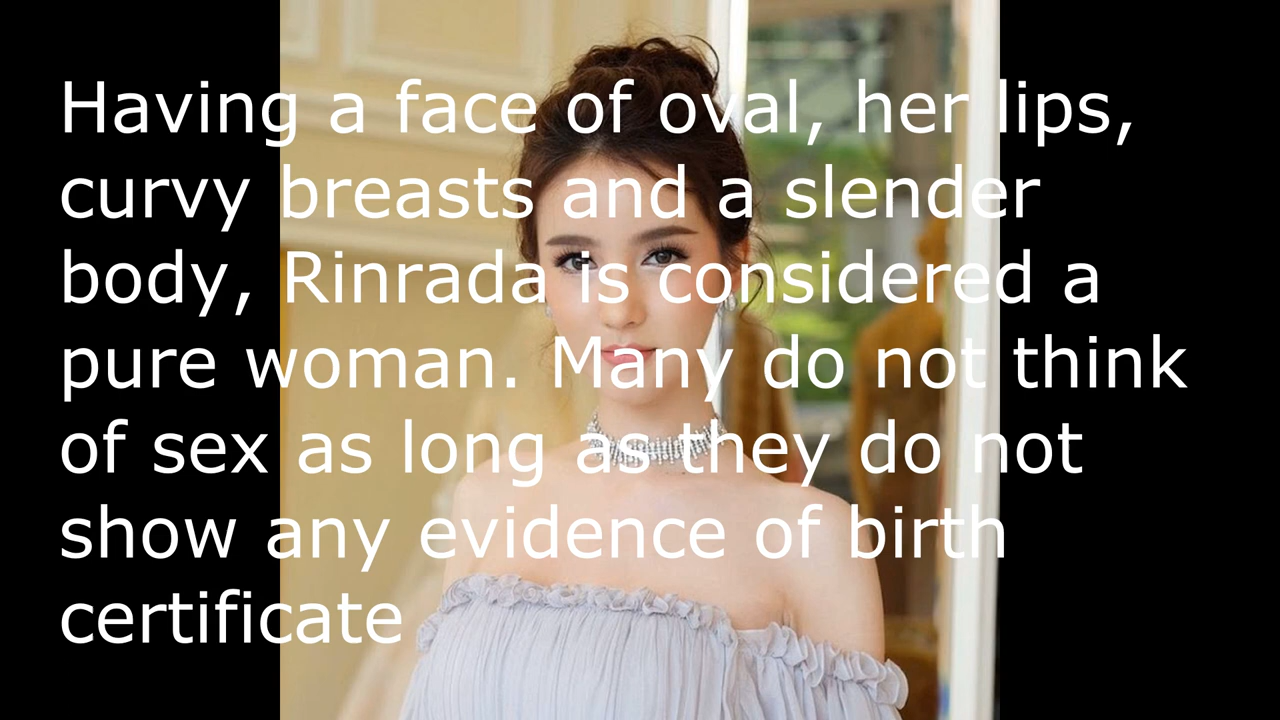 Having a face of oval, her lips,
curvy breasts and a slender
body, Rinrada is considered a
pure woman. Many do not think
of sex as long as they do not
show any evidence of birth
certificate